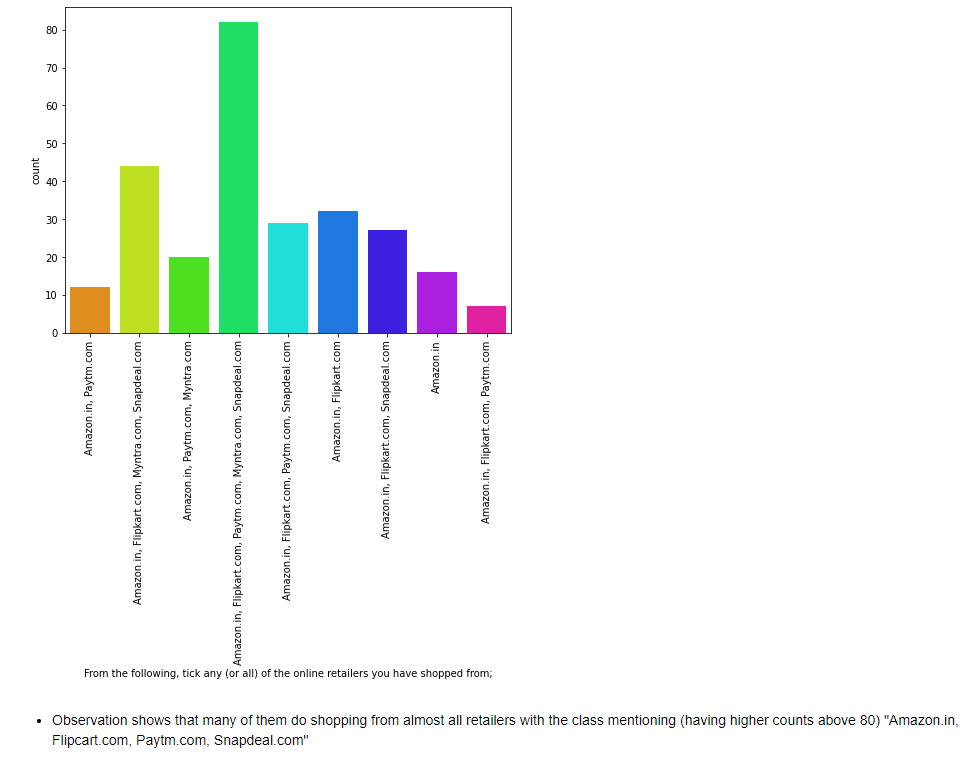 80
70
60
50
40
30
20
10
0
count
Amazon.in, Paytm.com
Amazon.in, Flipkart.com, Myntra.com, Snapdeal.com
Amazon.in, Paytm.com, Myntra.com
Amazon.in, Flipkart.com, Paytm.com, Myntra.com, Snapdeal.com
Amazon.in, Flipkart.com, Paytm.com, Snapdeal.com
Amazon.in, Flipkart.com
Amazon.in, Flipkart.com, Snapdeal.com
Amazon.in
Amazon.in, Flipkart.com, Paytm.com
From the following, tick any (or all) of the online retailers you have shopped from;
• Observation shows that many of them do shopping from almost all retailers with the class mentioning (having higher counts above 80) "Amazon.in,
Flipcart.com, Paytm.com, Snapdeal.com"